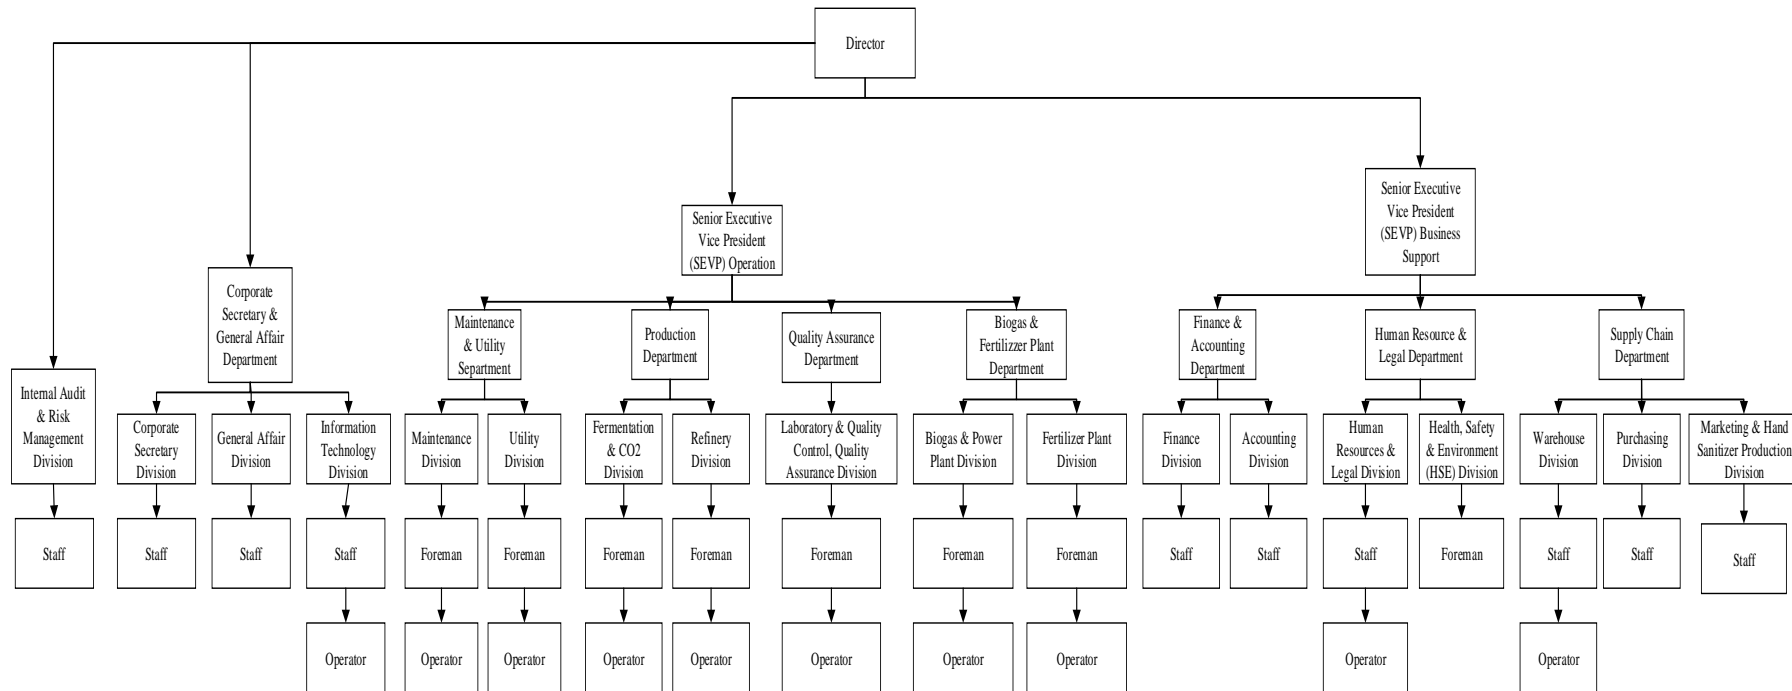 Director
Senior Executive
Vice President
(SEVP) Business
Support
Senior Executive
Vice President
(SEVP) Operation
Corporate
Secretary &
General Affair
Department
Maintenance
& Utility
Separtment
Production
Department
Quality Assurance
Department
Biogas &
Fertilizzer Plant
Department
Finance &
Accounting
Department
Human Resource &
Legal Department
Supply Chain
Department
Internal Audit
& Risk
Management
Division
Corporate
Secretary
Division
General Affair
Division
Information
Technology
Division
Maintenance
Division
Utility
Division
Fermentation
& CO2
Division
Refinery
Division
Laboratory & Quality
Control, Quality
Assurance Division
Biogas & Power
Plant Division
Fertilizer Plant
Division
Finance
Division
Accounting
Division
Human
Resources &
Legal Division
Health, Safety
& Environment
(HSE) Division
Warehouse
Division
Purchasing
Division
Marketing & Hand
Sanitizer Production
Division
Staff
Staff
Staff
Staff
Foreman
Foreman
Foreman
Foreman
Foreman
Foreman
Foreman
Staff
Staff
Staff
Foreman
Staff
Staff
Staff
Operator
Operator
Operator
Operator
Operator
Operator
Operator
Operator
Operator
Operator